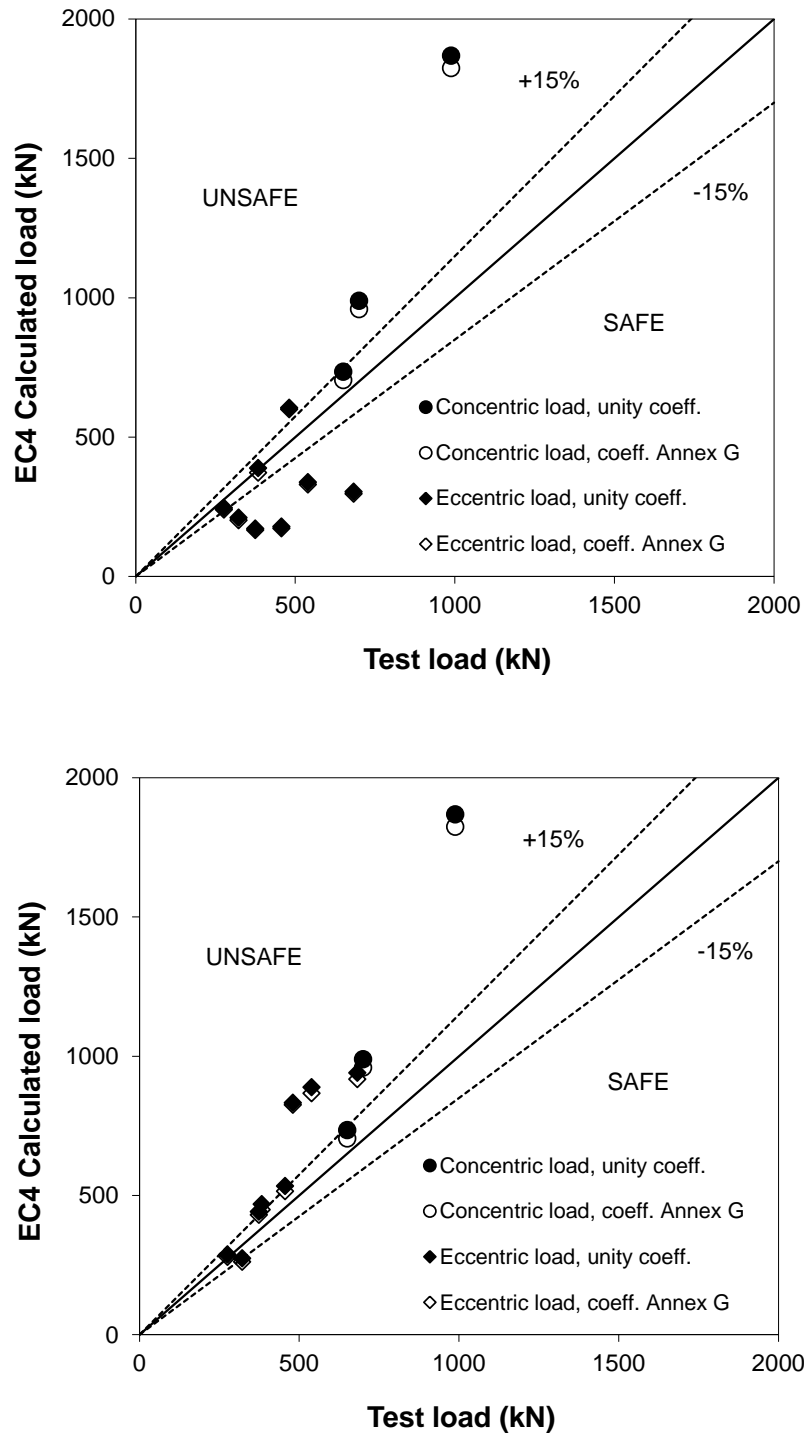 2000
+15%
1500
-15%
UNSAFE
1000
SAFE
Concentric load, unity coeff.
500
Concentric load, coeff. Annex G
Eccentric load, unity coeff.
Eccentric load, coeff. Annex G
0
0 500 1000 1500 2000
EC4 Calculated load (kN)
Test load (kN)
2000
+15%
1500
-15%
UNSAFE
1000
SAFE
Concentric load, unity coeff.
500
Concentric load, coeff. Annex G
Eccentric load, unity coeff.
Eccentric load, coeff. Annex G
0
0 500 1000 1500 2000
EC4 Calculated load (kN)
Test load (kN)